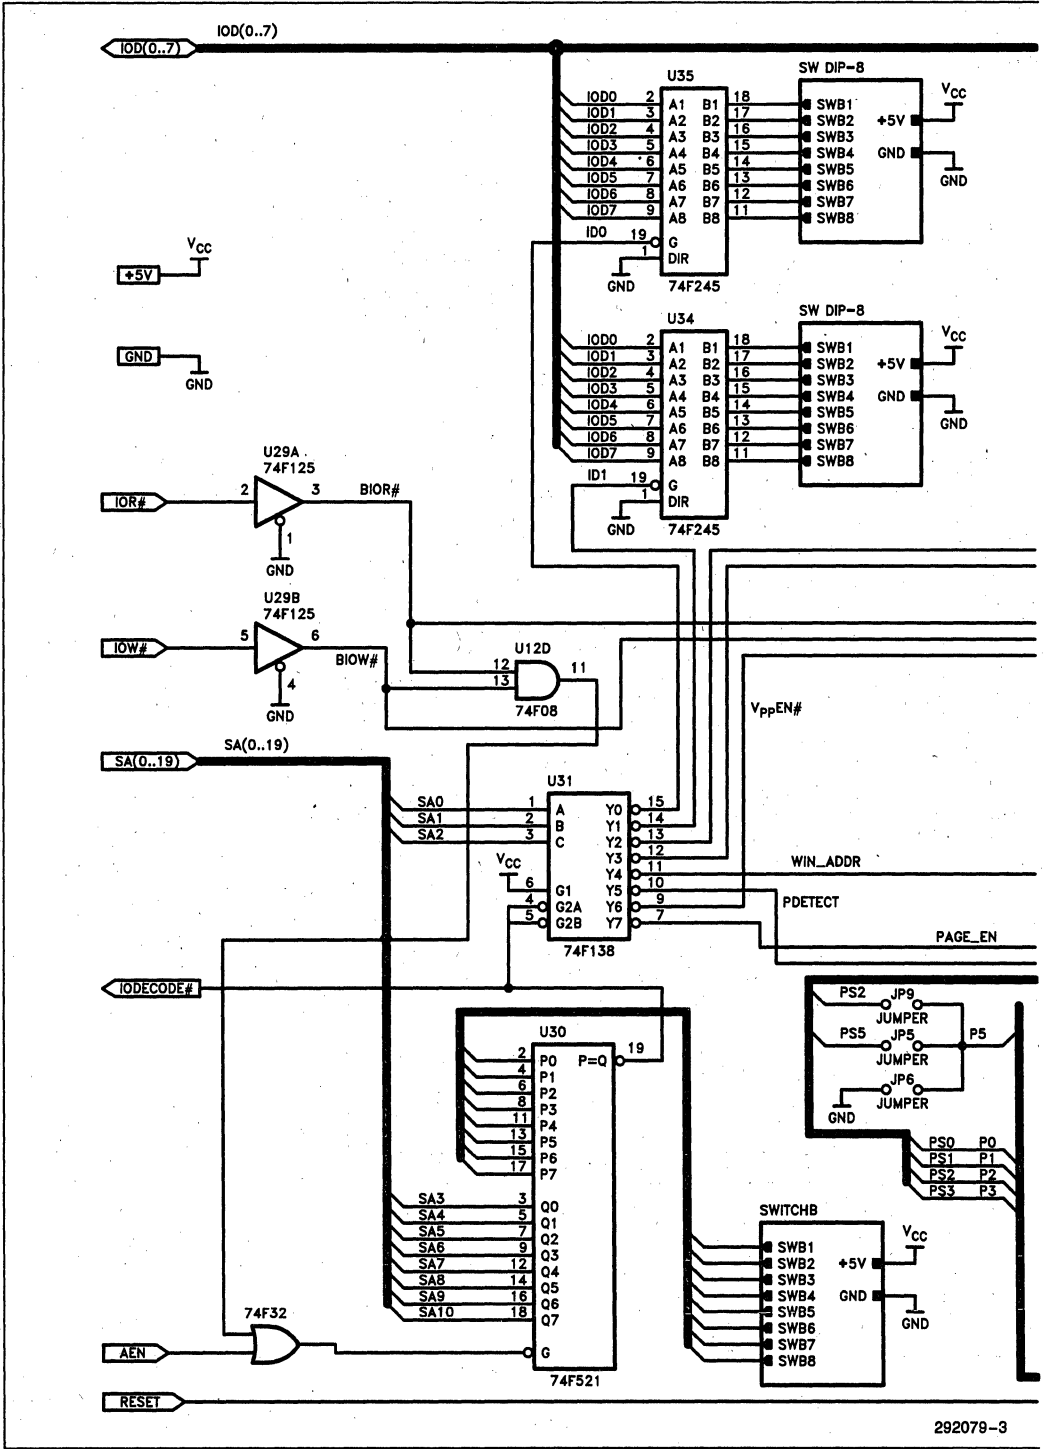 IOD(0..7)
IOD(0..7)
U35
SW DIP-8
IOD0 2 A1 B1 18 SWB1
IOD1 3 A2 B2 17 SWB2 +5V VCC
IOD2 4 A3 B3 16 SWB3
IOD3 5 A4 B4 15 SWB4 GND
IOD4 6 A5 B5 14 SWB5
IOD5 7 A6 B6 13 SWB6 GND
IOD6 8 A7 B7 12 SWB7
IOD7 9 A8 B8 11 SWB8
ID0 19 G
1 DIR
GND
74F245
VCC
+5V
GND
GND
U34
SW DIP-8
IOD0 2 A1 B1 18 SWB1
IOD1 3 A2 B2 17 SWB2 +5V VCC
IOD2 4 A3 B3 16 SWB3
IOD3 5 A4 B4 15 SWB4 GND
IOD4 6 A5 B5 14 SWB5
IOD5 7 A6 B6 13 SWB6 GND
IOD6 8 A7 B7 12 SWB7
IOD7 9 A8 B8 11 SWB8
ID1 19 G
1 DIR
GND
74F245
U29A
74F125
IOR# 2 3 BIOR#
1
GND
U29B
74F125
IOW# 5 6 BIOW#
4
GND
U12D
12 11
13
74F08
VPPEN#
SA(0..19)
SA(0..19)
U31
SA0 1 A Y0 15
SA1 2 B Y1 14
SA2 3 C Y2 13
Y3 12
VCC
Y4 11 WIN_ADDR
6 G1 Y5 10 PDETECT
4 G2A Y6 9
5 G2B Y7 7 PAGE_EN
74F138
IODECODE#
U30
2 P0 P=Q 19
4 P1
6 P2
8 P3
11 P4
13 P5
15 P6
17 P7
SA3 3 Q0
SA4 5 Q1
SA5 7 Q2
SA6 9 Q3
SA7 12 Q4
SA8 14 Q5
SA9 16 Q6
SA10 18 Q7
G
74F521
PS2 JP9
JUMPER
PS5 JP5 P5
JUMPER
JP6
GND JUMPER
PS0 P0
PS1 P1
PS2 P2
PS3 P3
SWITCHB
SWB1 VCC
SWB2 +5V
SWB3
SWB4 GND
SWB5
SWB6 GND
SWB7
SWB8
74F32
AEN
RESET
292079-3